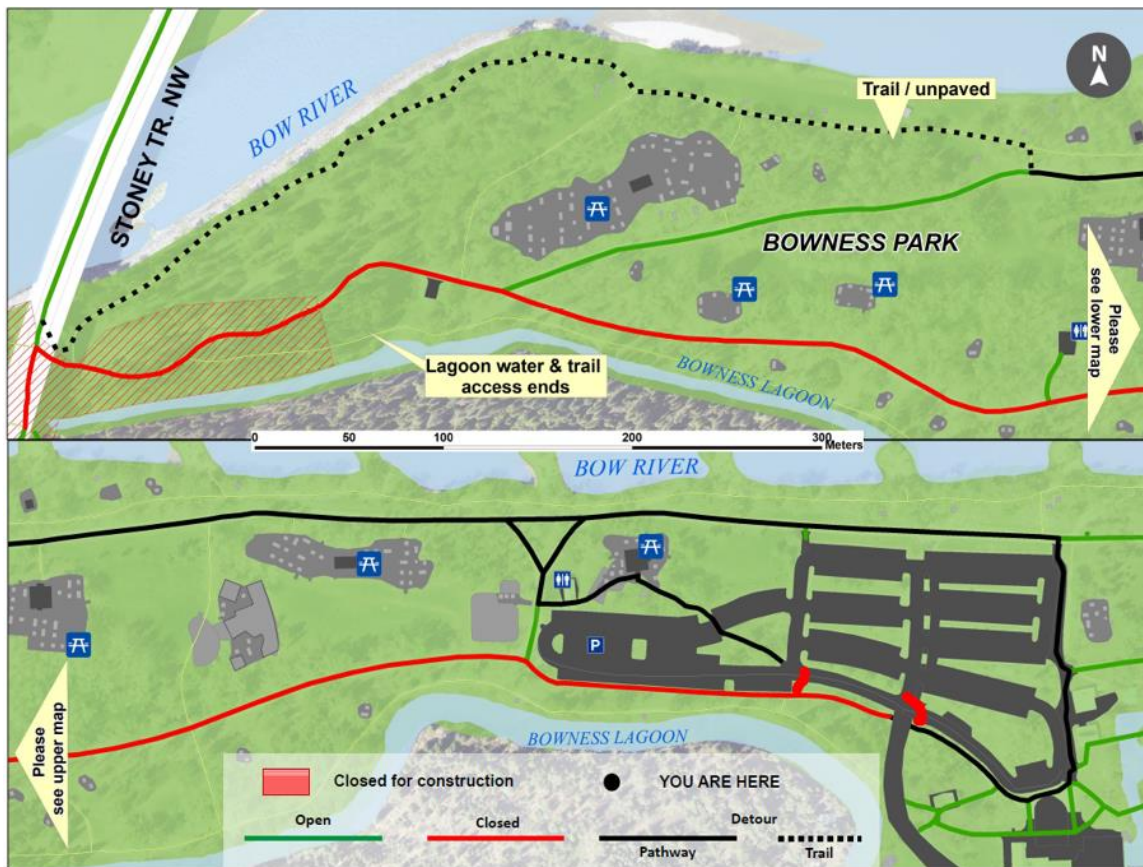 N
STONEY TR. NW
BOW RIVER
Trail / unpaved
BOWNESS PARK
Please
see lower map
Lagoon water & trail
access ends
BOWNESS LAGOON
0 50 100 200 300
Meters
BOW RIVER
P
Please
see upper map
BOWNESS LAGOON
Closed for construction
YOU ARE HERE
Open
Closed
Detour
Pathway
Trail